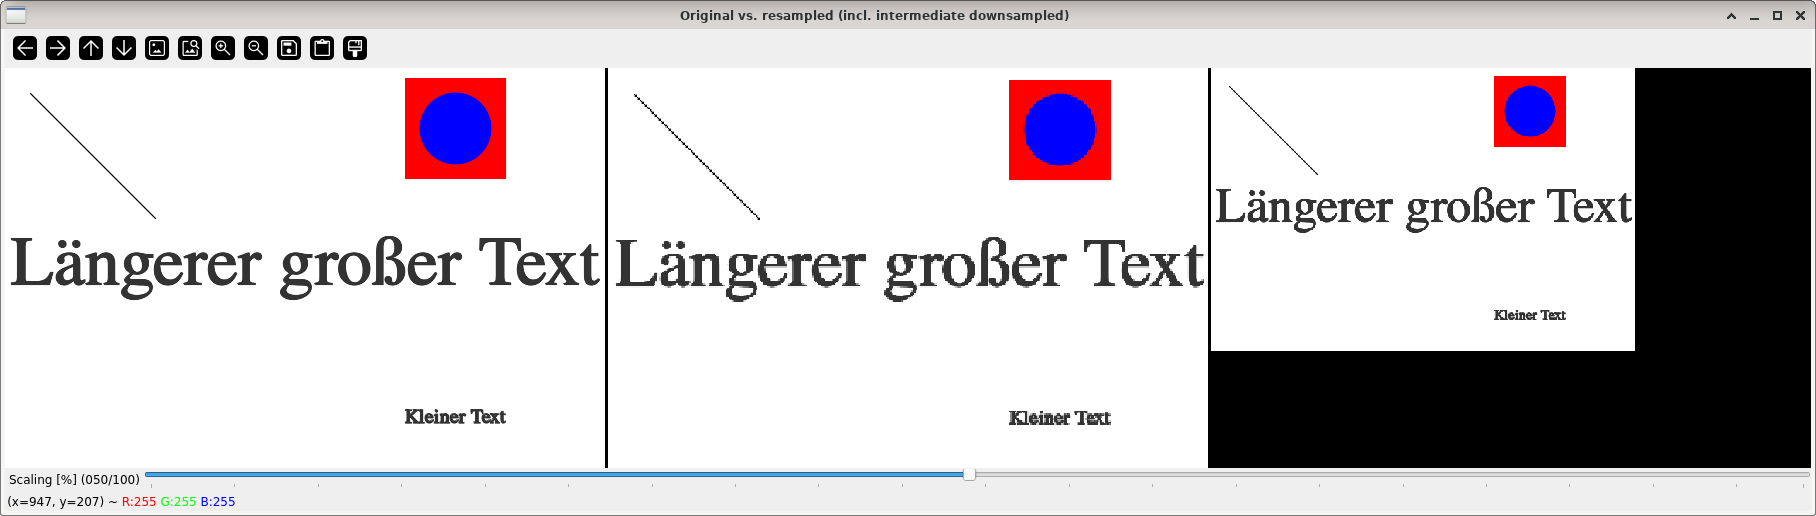 Original vs. resampled (incl. intermediate downsampled)
Längerer großer Text
Kleiner Text
Längerer großer Text
Kleiner Text
Längerer großer Text
Kleiner Text
Scaling [%] (050/100)
(x=947, y=207) ~ R:255 G:255 B:255